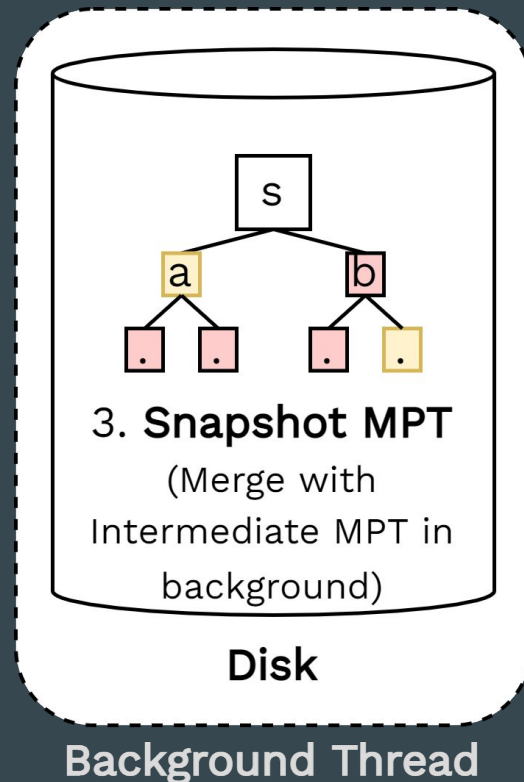 s
a b
. . . .
3. Snapshot MPT
(Merge with
Intermediate MPT in
background)
Disk
Background Thread